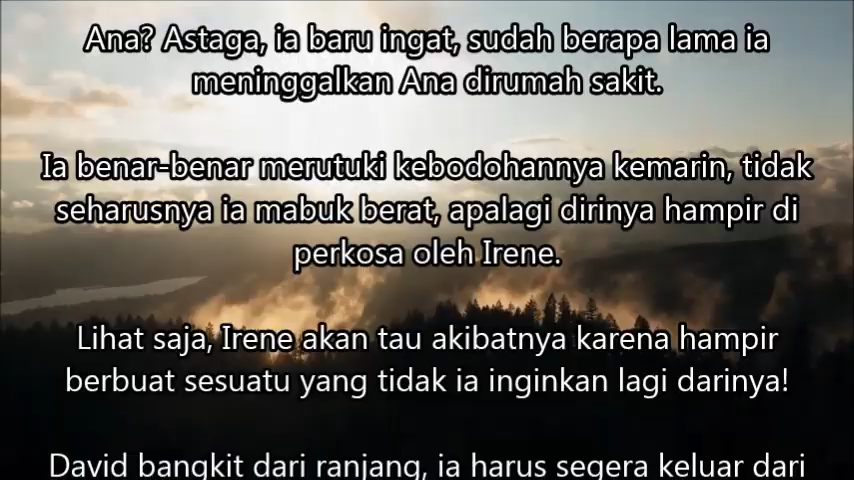 Ana? Astaga, ia baru ingat, sudah berapa lama ia
meninggalkan Ana dirumah sakit.
Ia benar-benar merutuki kebodohannya kemarin, tidak
seharusnya ia mabuk berat, apalagi dirinya hampir di
perkosa oleh Irene.
Lihat saja, Irene akan tau akibatnya karena hampir
berbuat sesuatu yang tidak ia inginkan lagi darinya!
David bangkit dari ranjang, ia harus segera keluar dari